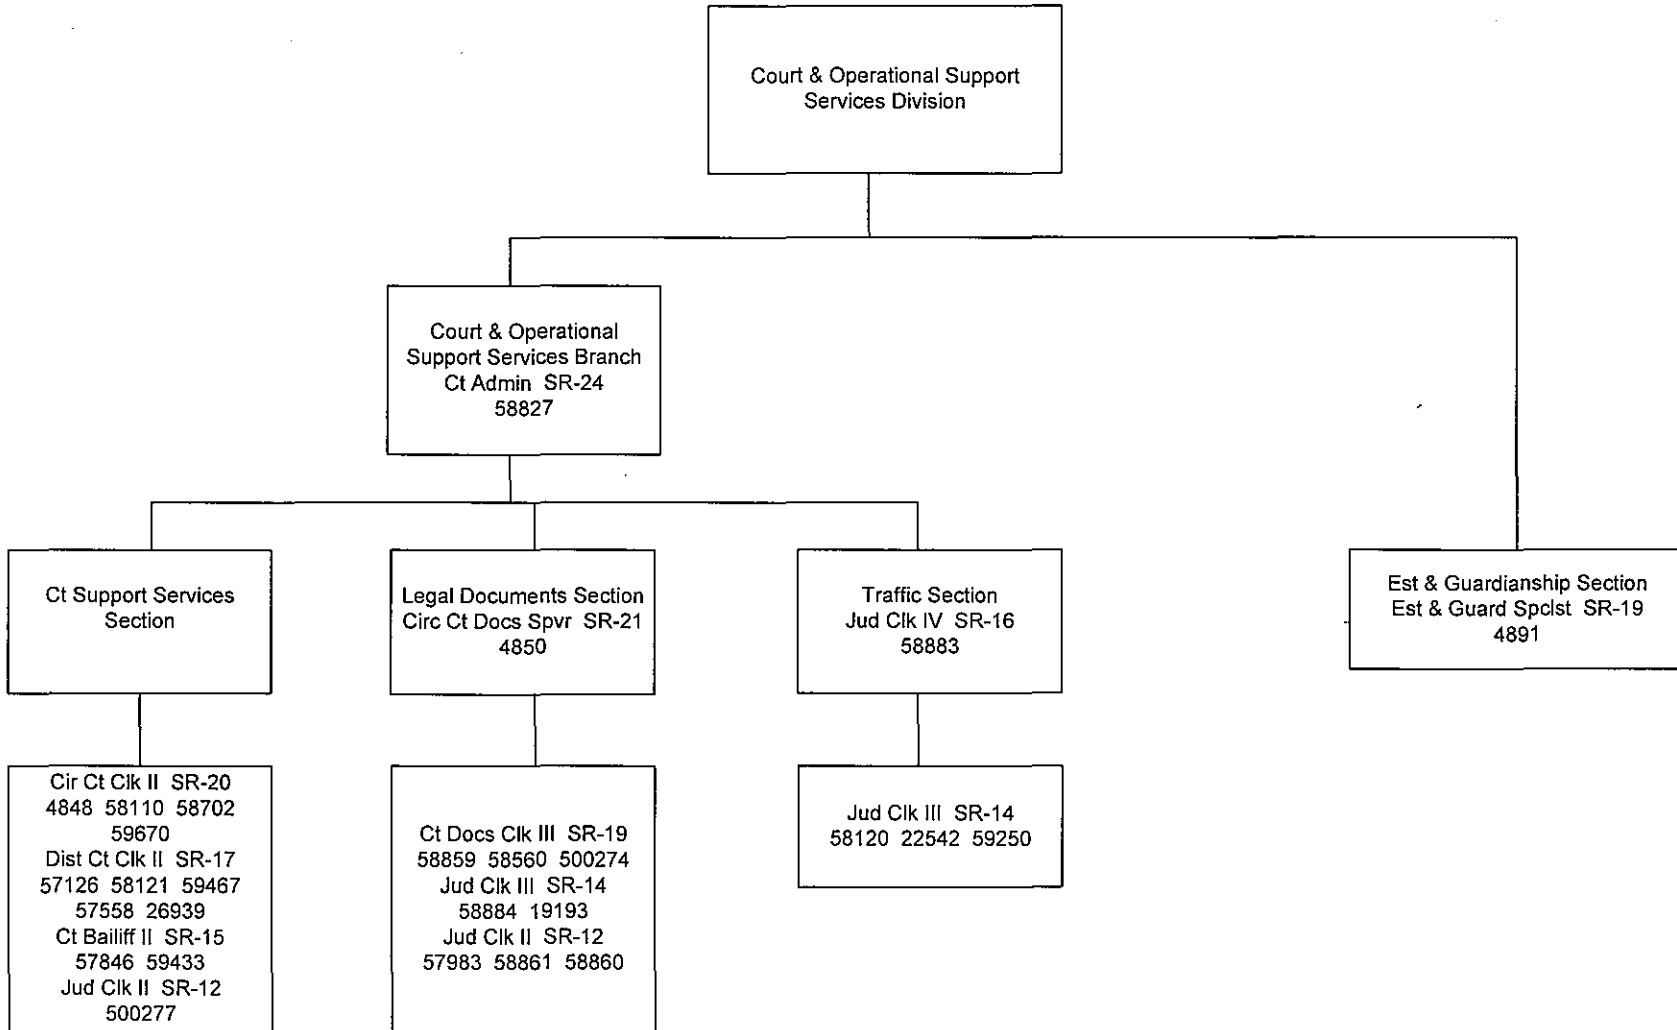 Court & Operational Support
Services Division
Court & Operational
Support Services Branch
Ct Admin SR-24
58827
Ct Support Services
Section
Legal Documents Section
Circ Ct Docs Spvr SR-21
4850
Traffic Section
Jud Clk IV SR-16
58883
Est & Guardianship Section
Est & Guard Spclst SR-19
4891
Cir Ct Clk II SR-20
4848 58110 58702
59670
Dist Ct Clk II SR-17
57126 58121 59467
57558 26939
Ct Bailiff II SR-15
57846 59433
Jud Clk II SR-12
500277
Ct Docs Clk III SR-19
58859 58560 500274
Jud Clk III SR-14
58884 19193
Jud Clk II SR-12
57983 58861 58860
Jud Clk III SR-14
58120 22542 59250